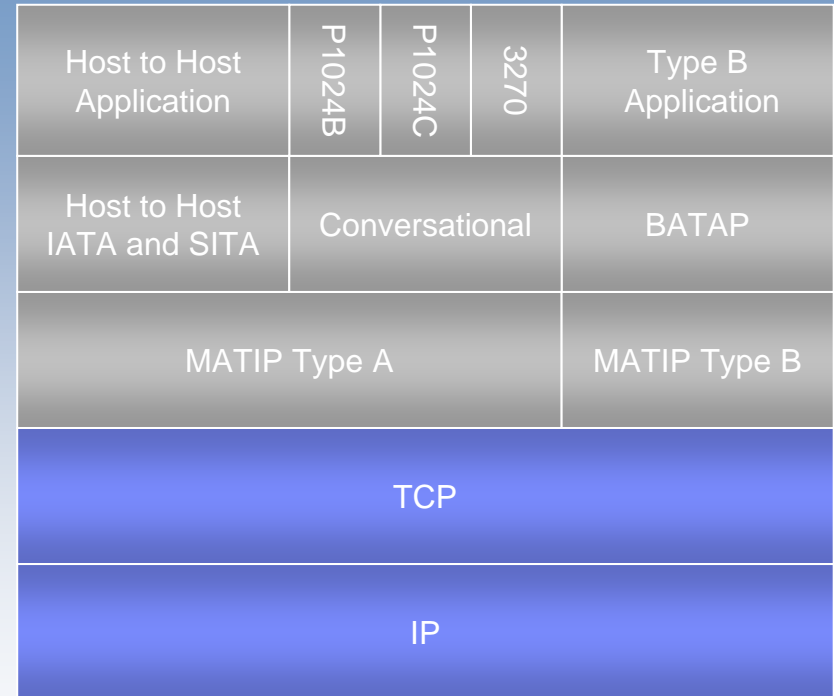 Host to Host
Application
P1024B
P1024C
3270
Type B
Application
Host to Host
IATA and SITA
Conversational
BATAP
MATIP Type A
MATIP Type B
TCP
IP